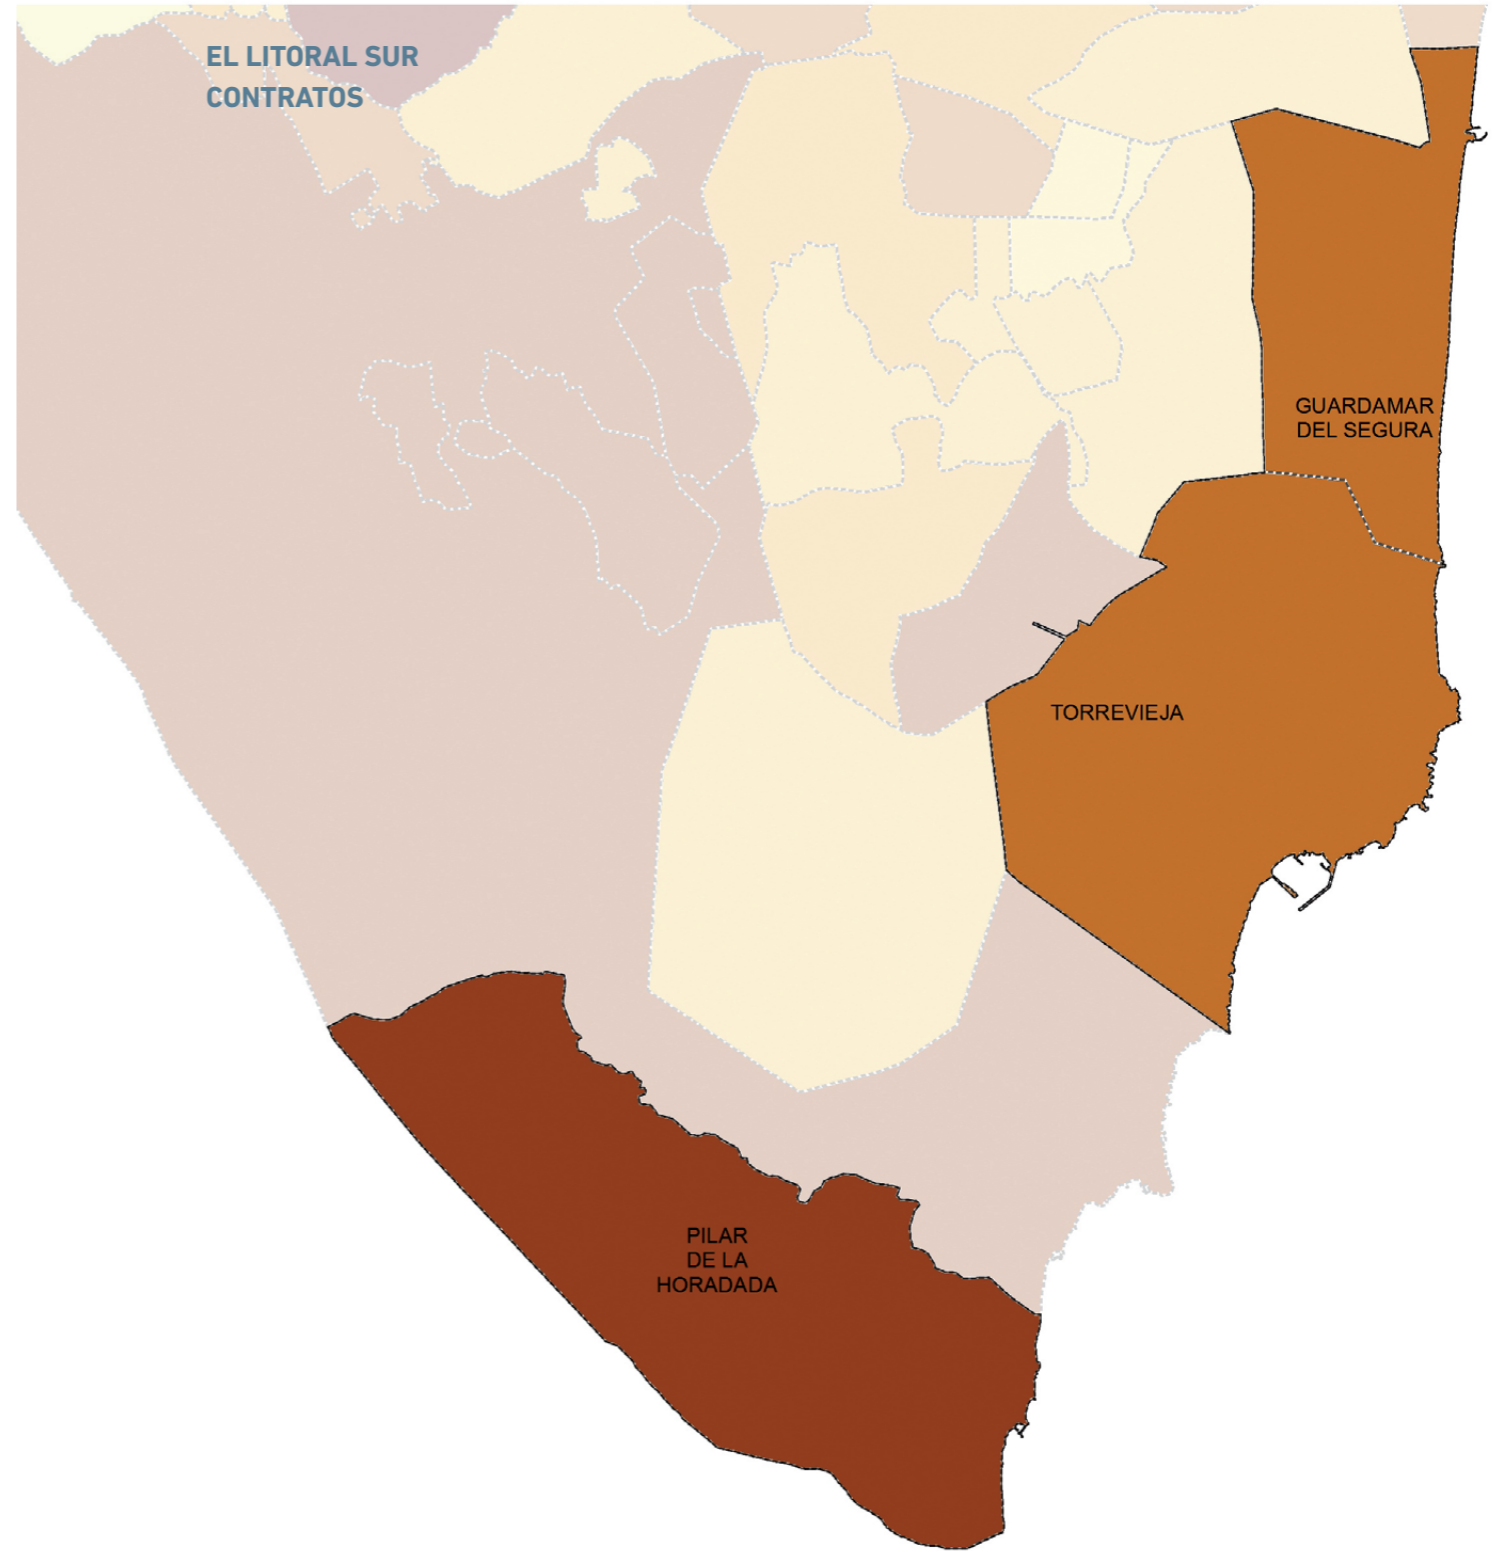 EL LITORAL SUR
CONTRATOS
GUARDAMAR
DEL SEGURA
TORREVIEJA
PILAR
DE LA
HORADADA